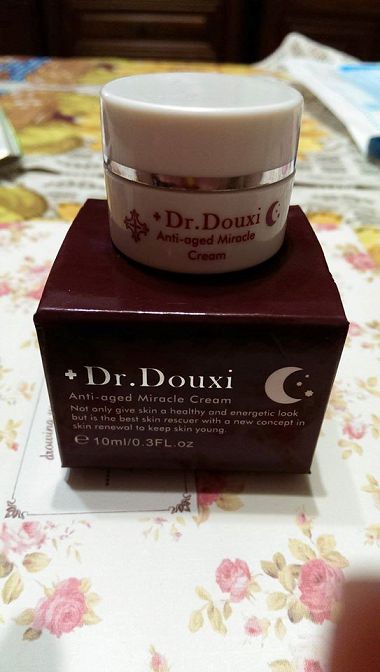 Dr.Douxi
Anti-aged Miracle
Cream
Dr.Douxi
Anti-aged Miracle Cream
Not only give skin a healthy and energetic look
but is the best skin rescuer with a new concept in
skin renewal to keep skin young.
℮ 10ml/0.3FL.oz